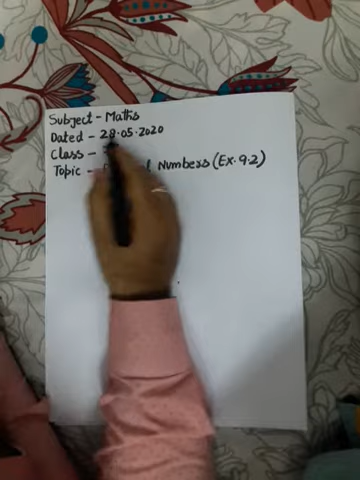 Subject - Maths
Dated - 28.05.2020
Class -
Topic - Numbers (Ex. 9.2)